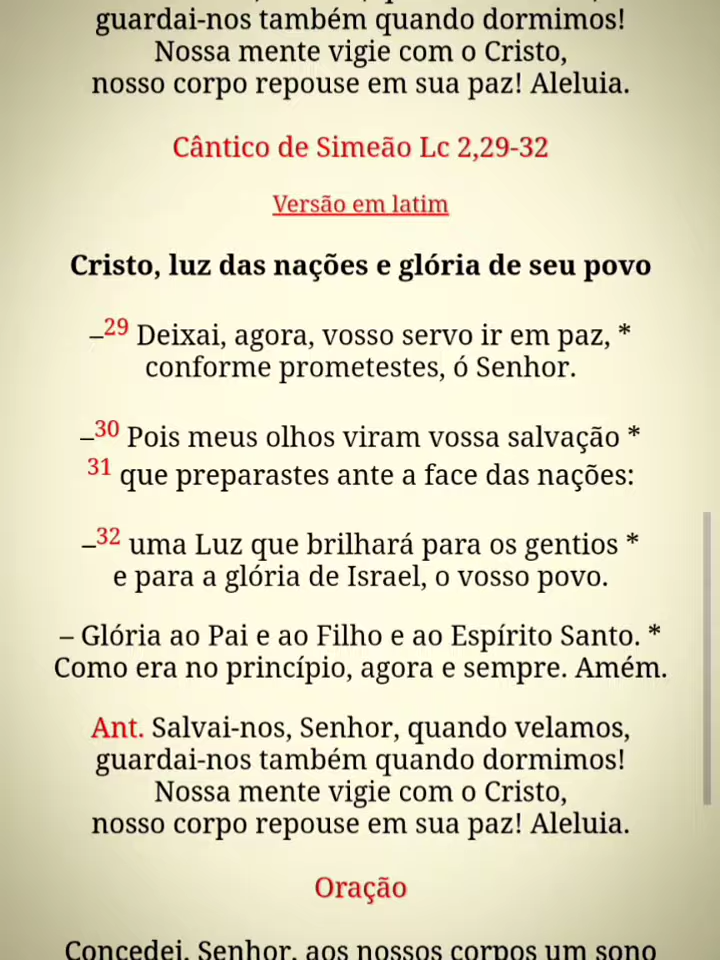 guardai-nos também quando dormimos!
Nossa mente vigie com o Cristo,
nosso corpo repouse em sua paz! Aleluia.
Cântico de Simeão Lc 2,29-32
Versão em latim
Cristo, luz das nações e glória de seu povo
–29 Deixai, agora, vosso servo ir em paz, *
conforme prometestes, ó Senhor.
–30 Pois meus olhos viram vossa salvação *
31 que preparastes ante a face das nações:
–32 uma Luz que brilhará para os gentios *
e para a glória de Israel, o vosso povo.
– Glória ao Pai e ao Filho e ao Espírito Santo. *
Como era no princípio, agora e sempre. Amém.
Ant. Salvai-nos, Senhor, quando velamos,
guardai-nos também quando dormimos!
Nossa mente vigie com o Cristo,
nosso corpo repouse em sua paz! Aleluia.
Oração
Concedei, Senhor, aos nossos corpos um sono